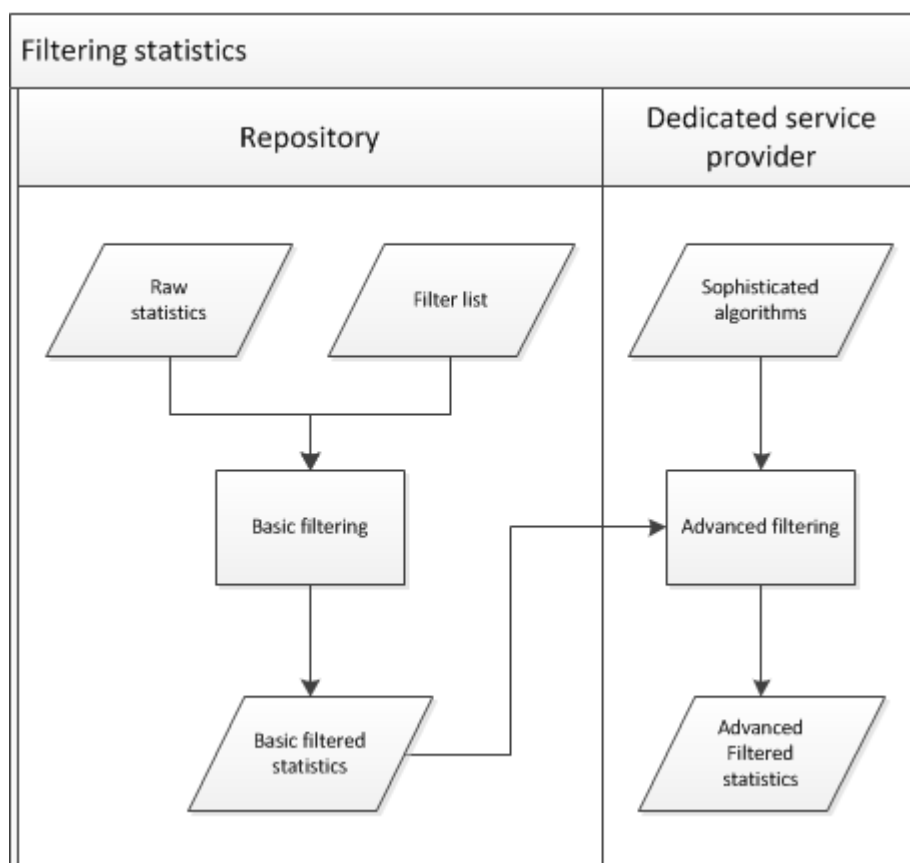 Filtering statistics
Repository
Dedicated service
provider
Raw
statistics
Filter list
Sophisticated
algorithms
Basic filtering
Advanced filtering
Basic filtered
statistics
Advanced
Filtered
statistics